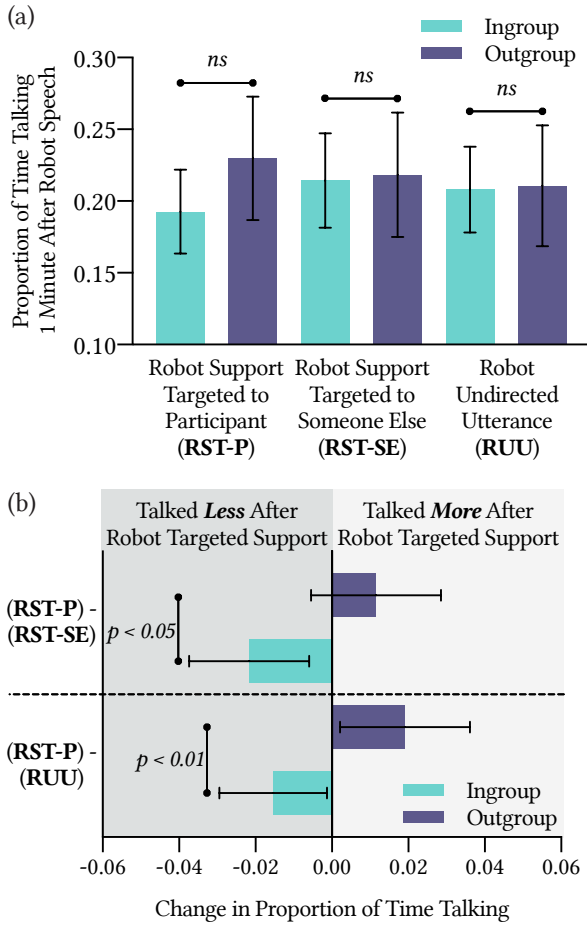 (a)
Ingroup
Outgroup
Proportion of Time Talking
1 Minute After Robot Speech
0.30
0.25
0.20
0.15
0.10
ns
ns
ns
Robot Support
Targeted to
Participant
(RST-P)
Robot Support
Targeted to
Someone Else
(RST-SE)
Robot
Undirected
Utterance
(RUU)
(b)
Talked Less After
Robot Targeted Support
Talked More After
Robot Targeted Support
(RST-P) -
(RST-SE)
p < 0.05
(RST-P) -
(RUU)
p < 0.01
Ingroup
Outgroup
-0.06 -0.04 -0.02 0.00 0.02 0.04 0.06
Change in Proportion of Time Talking